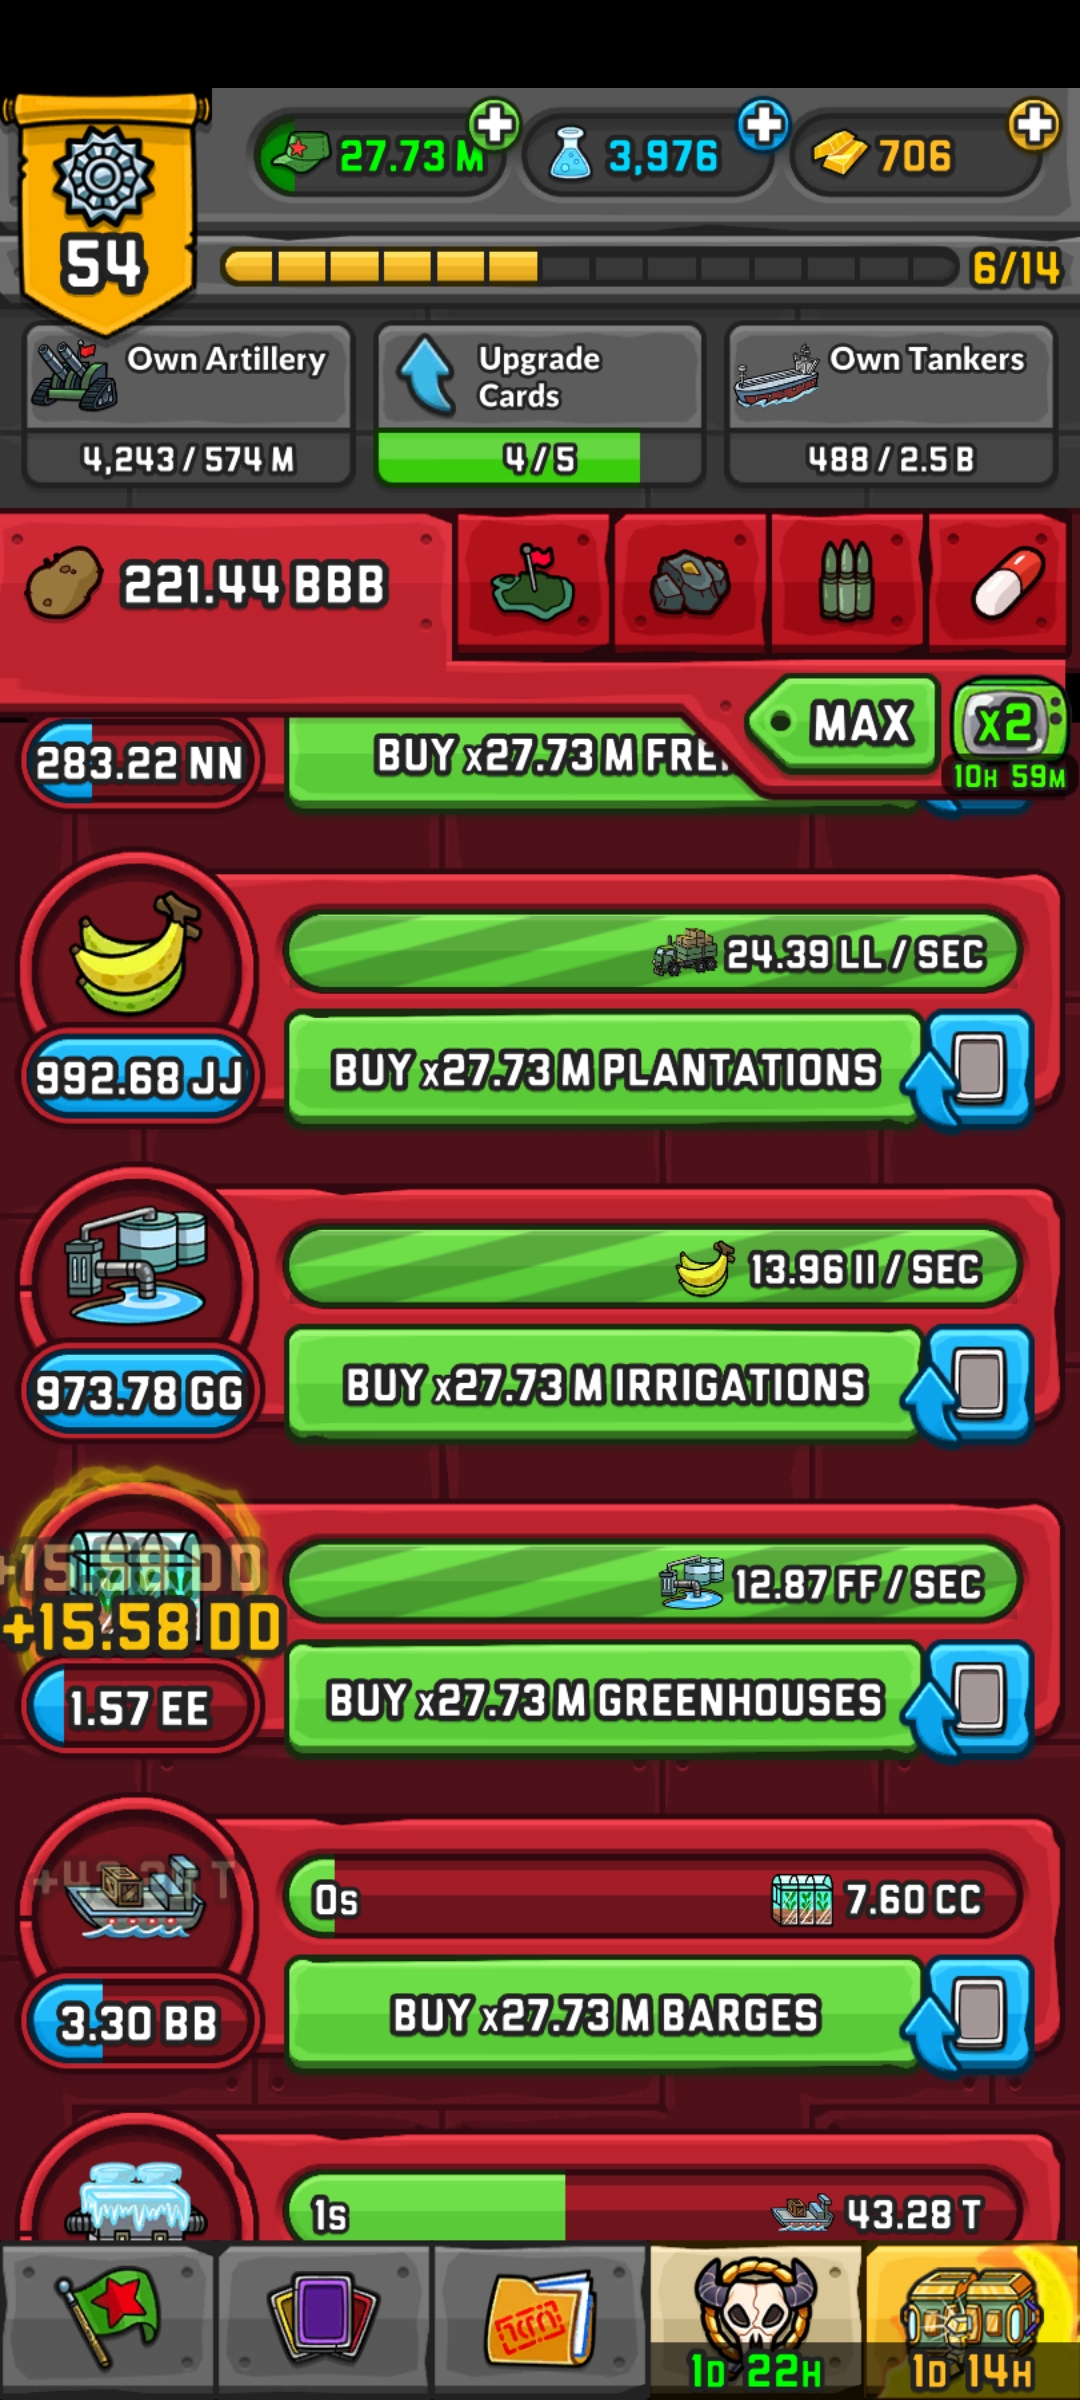 27.73 M
3,976
706
54
6/14
Own Artillery
4,243 / 574 M
Upgrade
Cards
4 / 5
Own Tankers
488 / 2.5 B
221.44 BBB
MAX
x2
10H 59M
283.22 NN
BUY x27.73 M FRE
24.39 LL / SEC
992.68 JJ
BUY x27.73 M PLANTATIONS
13.96 II / SEC
973.78 GG
BUY x27.73 M IRRIGATIONS
+15.58 DD
+15.58 DD
12.87 FF / SEC
1.57 EE
BUY x27.73 M GREENHOUSES
0s
7.60 CC
3.30 BB
BUY x27.73 M BARGES
1s
43.28 T
1D 22H
1D 14H